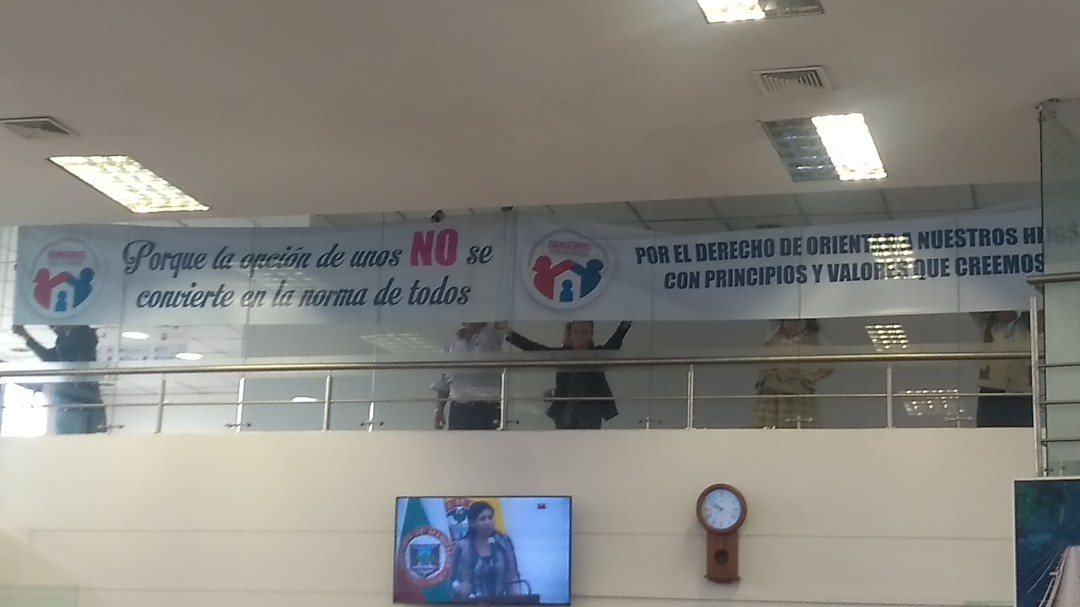 Porque la opción de unos NO se
convierte en la norma de todos
POR EL DERECHO DE ORIENTAR A NUESTROS
CON PRINCIPIOS Y VALORES QUE CREEMOS